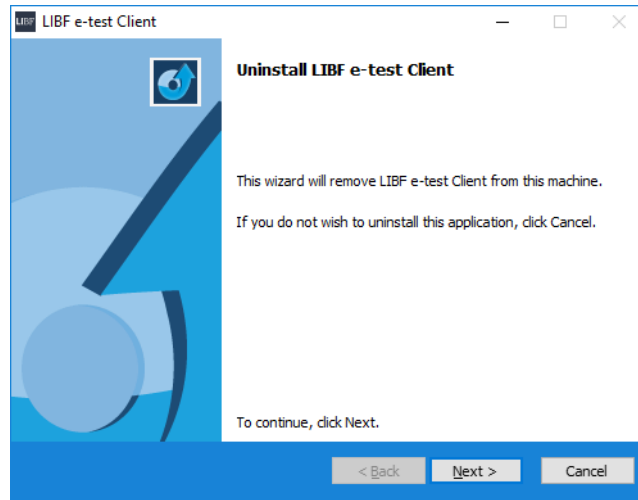 LIBF LIBF e-test Client
Uninstall LIBF e-test Client
This wizard will remove LIBF e-test Client from this machine.
If you do not wish to uninstall this application, click Cancel.
To continue, click Next.
< Back Next > Cancel